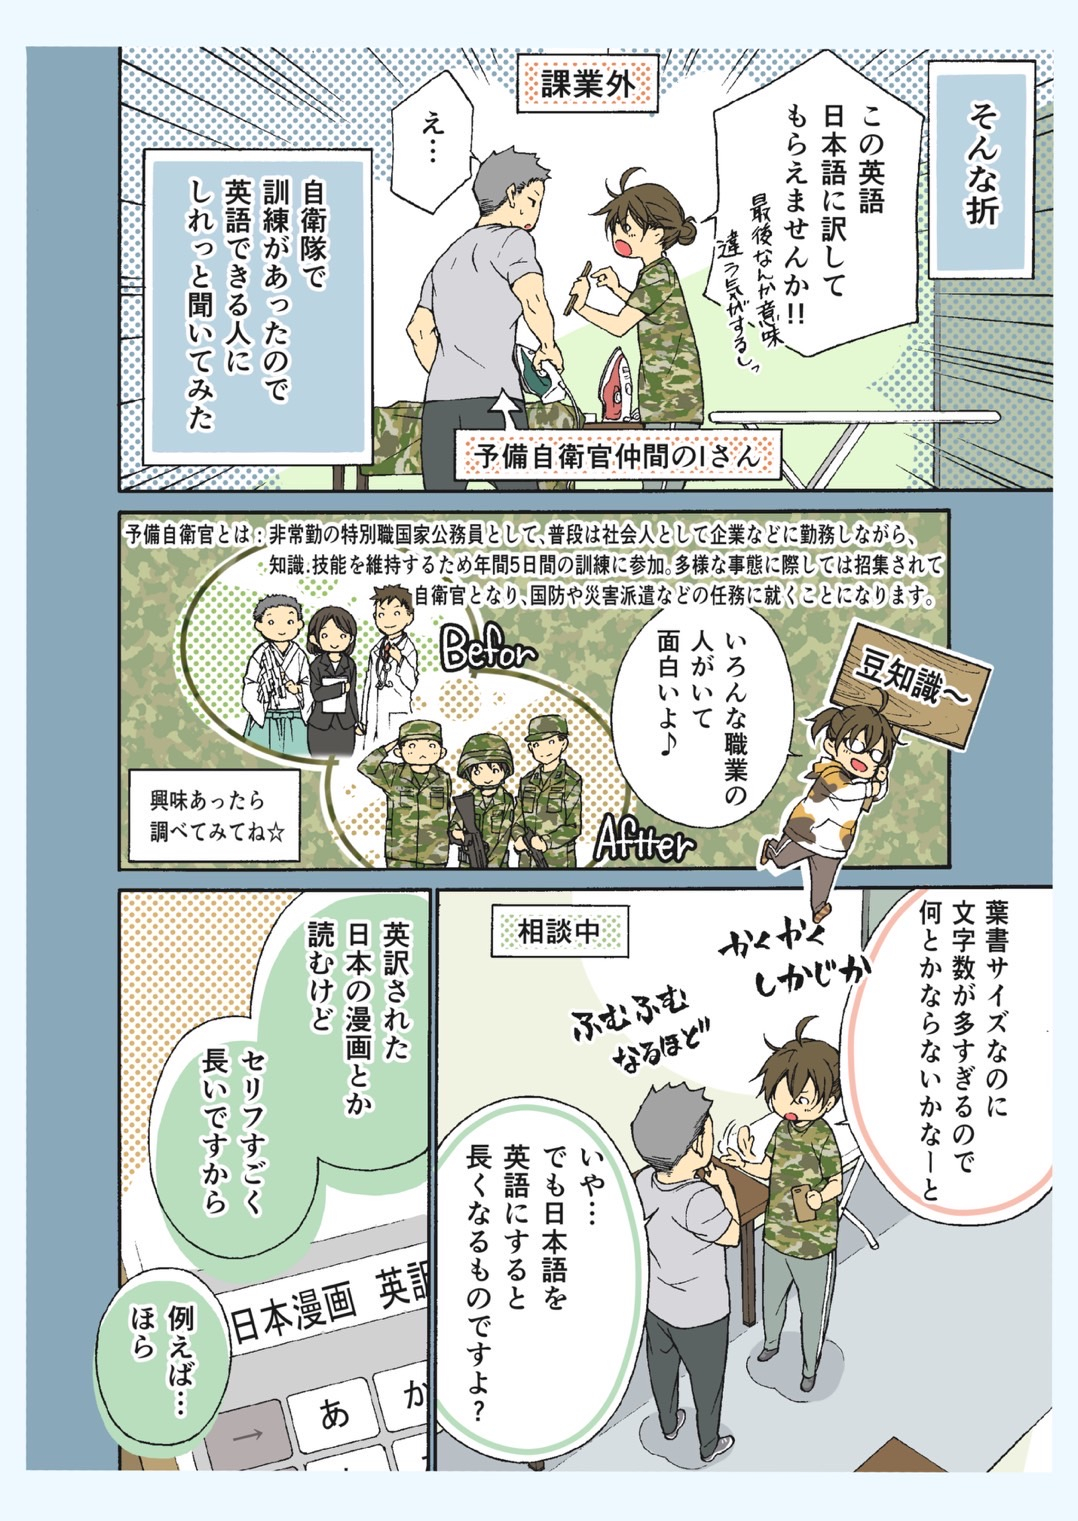 そんな折
課業外
この英語
日本語に訳して
もらえませんか!!
最後なんか意味
違う気がするしっ
え…
自衛隊で
訓練があったので
英語できる人に
しれっと聞いてみた
予備自衛官仲間のIさん
予備自衛官とは：非常勤の特別職国家公務員として、普段は社会人として企業などに勤務しながら、
知識.技能を維持するため年間5日間の訓練に参加。多様な事態に際しては招集されて
自衛官となり、国防や災害派遣などの任務に就くことになります。
豆知識〜
いろんな職業の
人がいて
面白いよ♪
Befor
Aftter
興味あったら
調べてみてね☆
葉書サイズなのに
文字数が多すぎるので
何とかならないかなーと
かくかく
しかじか
相談中
ふむふむ
なるほど
いや…
でも日本語を
英語にすると
長くなるものですよ？
英訳された
日本の漫画とか
読むけど
セリフすごく
長いですから
例えば…
ほら
日本漫画 英訳
→
あ
か